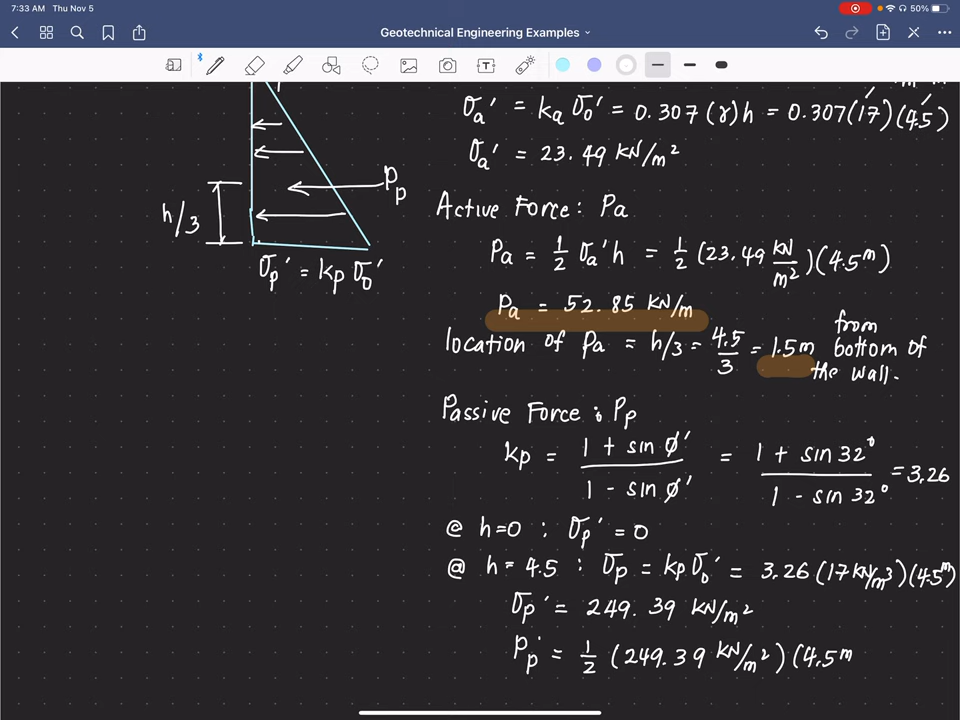 7:33 AM Thu Nov 5
50%
Geotechnical Engineering Examples
σa' = ka σo' = 0.307 (γ) h = 0.307(17)(4.5)
σa' = 23.49 KN/m²
Pp
h/3
σp' = kp σo'
Active Force: Pa
Pa = 1/2 σa' h = 1/2 (23.49 KN/m²)(4.5m)
Pa = 52.85 KN/m
location of Pa = h/3 = 4.5/3 = 1.5m from bottom of the wall.
Passive Force: Pp
kp = (1 + sin ø')/(1 - sin ø') = (1 + sin 32°)/(1 - sin 32°) = 3.26
@ h=0 : σp' = 0
@ h = 4.5 : σp = kp σo' = 3.26 (17 KN/m³)(4.5m)
σp' = 249.39 KN/m²
Pp = 1/2 (249.39 KN/m²)(4.5m